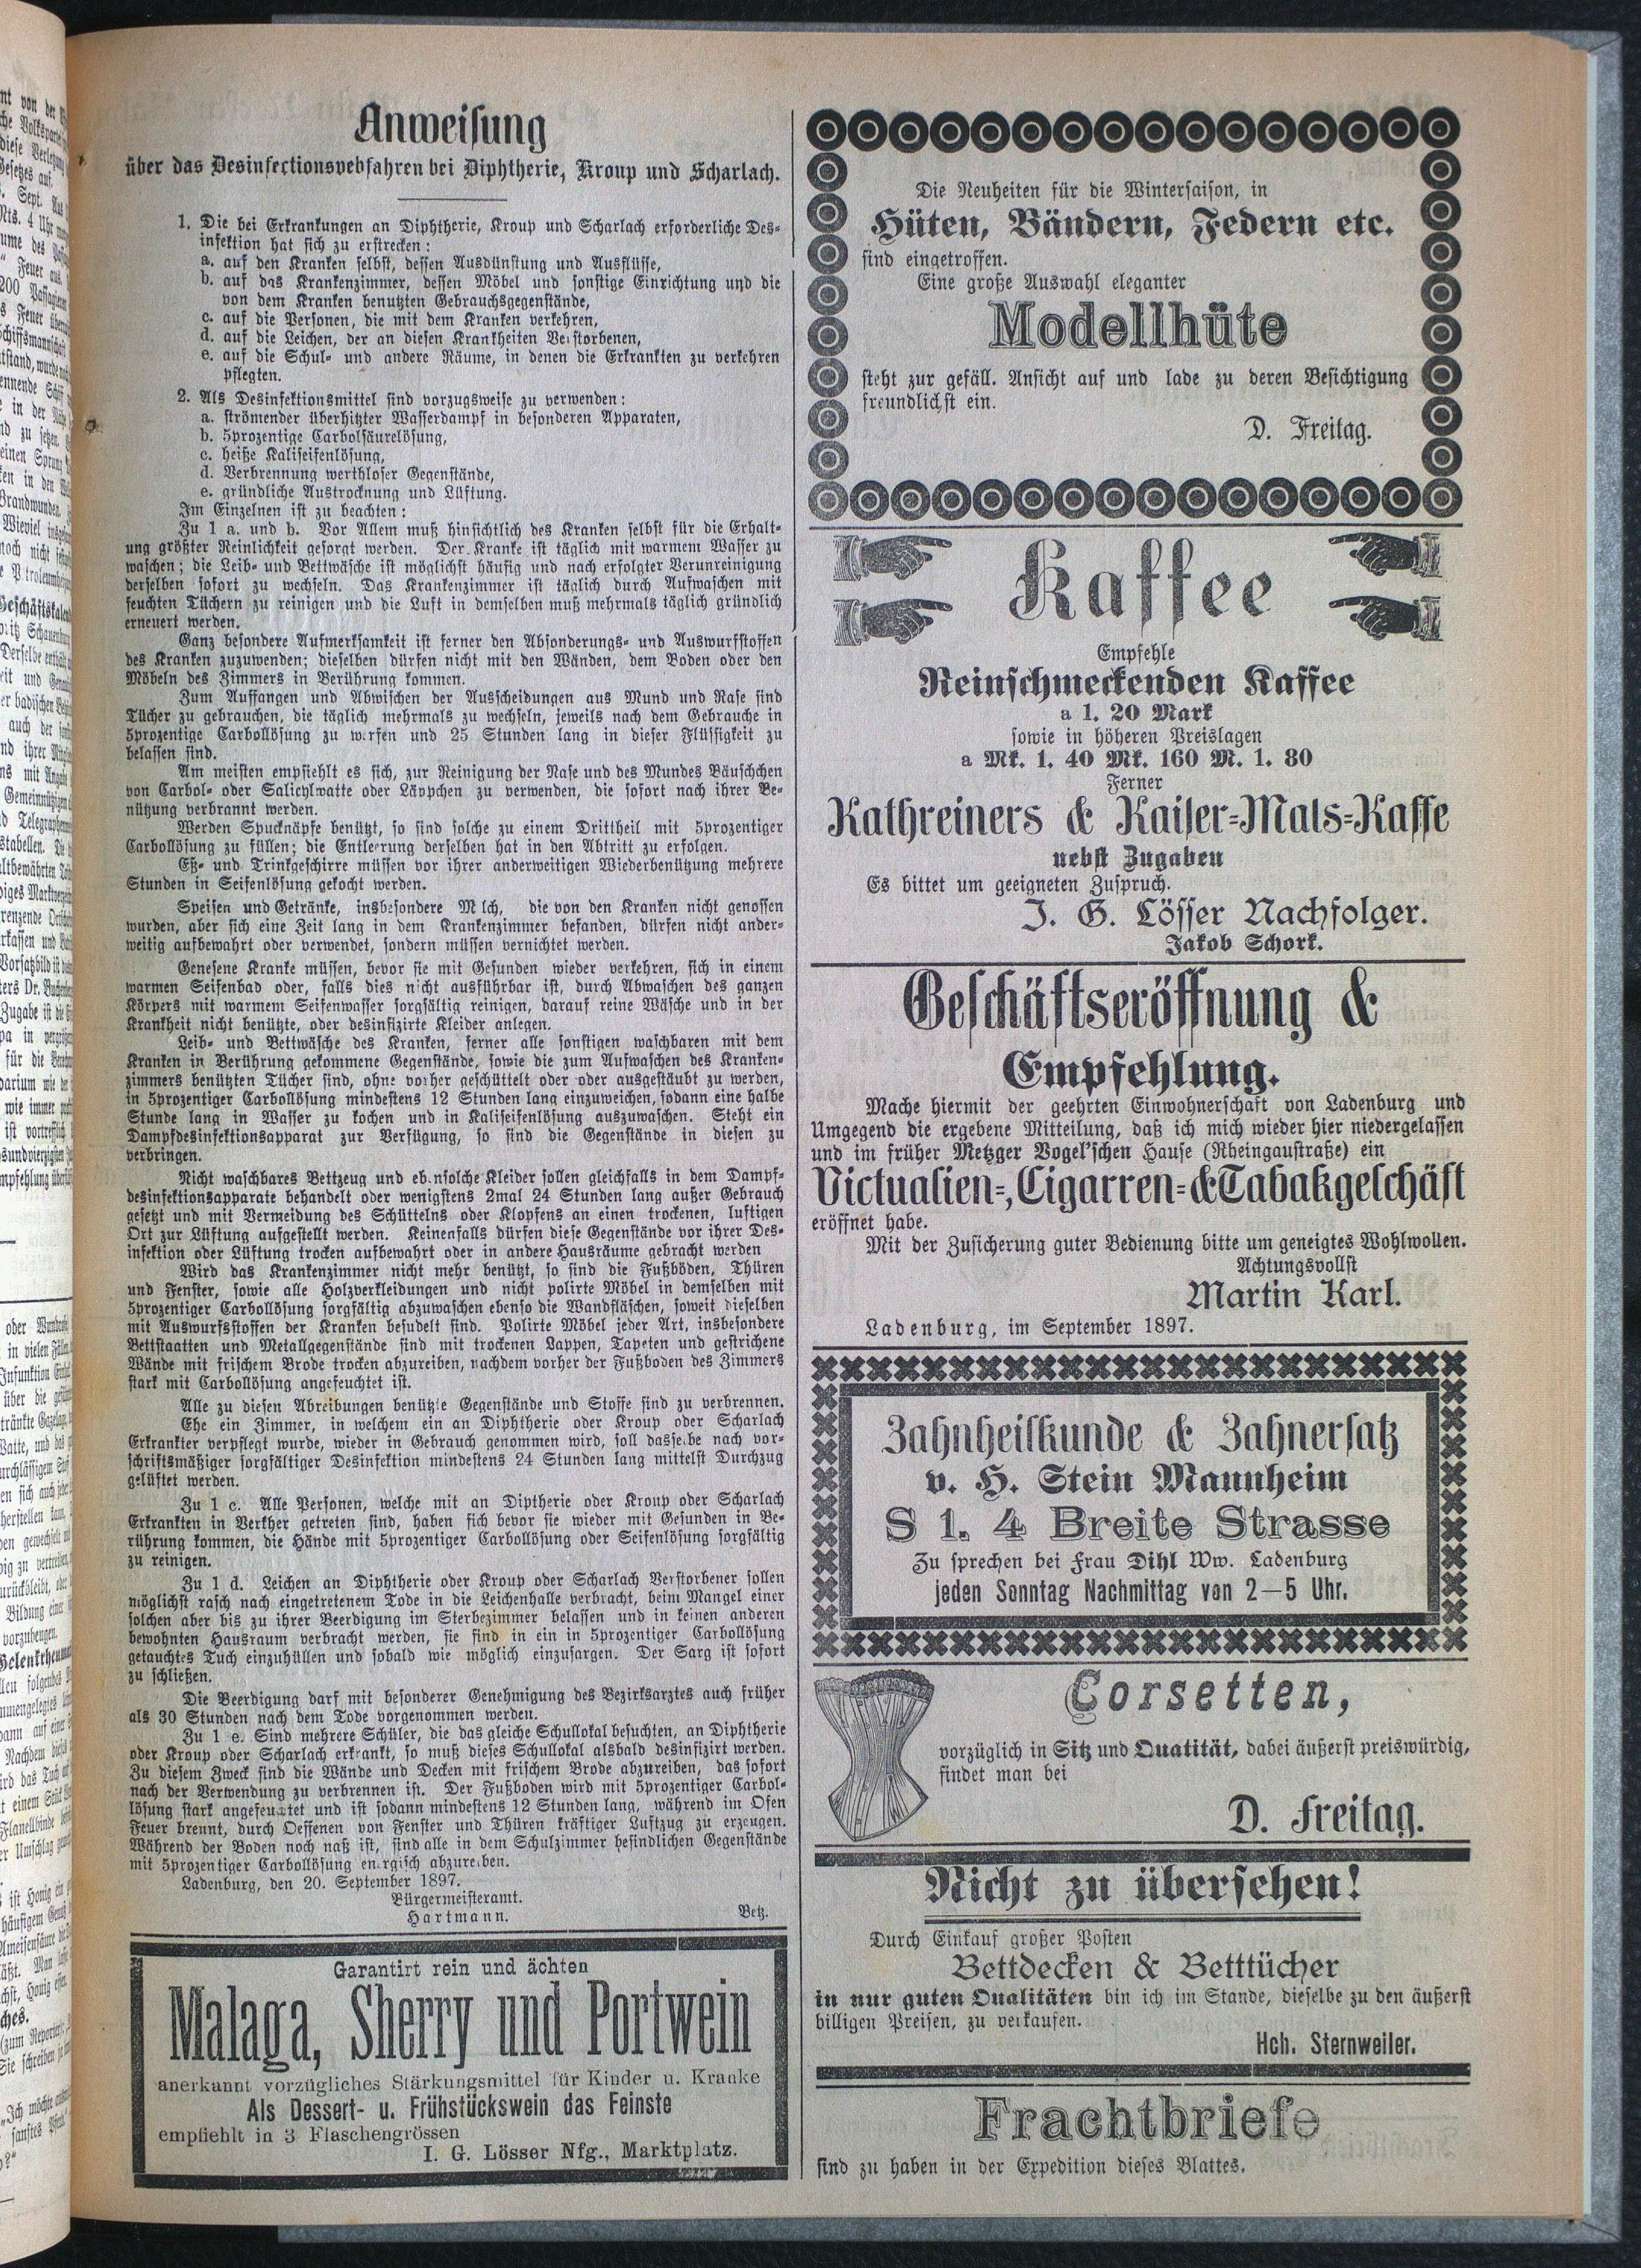 Anweisung
über das Desinfectionsvebfahren bei Diphtherie, Kroup und Scharlach.
1. Die bei Erkrankungen an Diphtherie, Kroup und Scharlach erforderliche Des-
infektion hat sich zu erstrecken:
a. auf den Kranken selbst, dessen Ausdünstung und Ausflüsse,
b. auf das Krankenzimmer, dessen Möbel und sonstige Einrichtung und die
von dem Kranken benutzten Gebrauchsgegenstände,
c. auf die Personen, die mit dem Kranken verkehren,
d. auf die Leichen, der an diesen Krankheiten Verstorbenen,
e. auf die Schul- und andere Räume, in denen die Erkrankten zu verkehren
pflegten.
2. Als Desinfektionsmittel sind vorzugsweise zu verwenden:
a. strömender überhitzter Wasserdampf in besonderen Apparaten,
b. 5prozentige Carbolsäurelösung,
c. heiße Kaliseifenlösung,
d. Verbrennung werthloser Gegenstände,
e. gründliche Austrocknung und Lüftung.
Im Einzelnen ist zu beachten:
Zu 1 a. und b. Vor Allem muß hinsichtlich des Kranken selbst für die Erhalt-
ung größter Reinlichkeit gesorgt werden. Der Kranke ist täglich mit warmem Wasser zu
waschen; die Leib- und Bettwäsche ist möglichst häufig und nach erfolgter Verunreinigung
derselben sofort zu wechseln. Das Krankenzimmer ist täglich durch Aufwaschen mit
feuchten Tüchern zu reinigen und die Luft in demselben muß mehrmals täglich gründlich
erneuert werden.
Ganz besondere Aufmerksamkeit ist ferner den Absonderungs- und Auswurfstoffen
des Kranken zuzuwenden; dieselben dürfen nicht mit den Wänden, dem Boden oder den
Möbeln des Zimmers in Berührung kommen.
Zum Auffangen und Abwischen der Ausscheidungen aus Mund und Nase sind
Tücher zu gebrauchen, die täglich mehrmals zu wechseln, jeweils nach dem Gebrauche in
5prozentige Carbollösung zu werfen und 25 Stunden lang in dieser Flüssigkeit zu
belassen sind.
Am meisten empfiehlt es sich, zur Reinigung der Nase und des Mundes Bäuschchen
von Carbol- oder Salicylwatte oder Läppchen zu verwenden, die sofort nach ihrer Be-
nützung verbrannt werden.
Werden Spucknäpfe benützt, so sind solche zu einem Drittheil mit 5prozentiger
Carbollösung zu füllen; die Entleerung derselben hat in den Abtritt zu erfolgen.
Eß- und Trinkgeschirre müssen vor ihrer anderweitigen Wiederbenützung mehrere
Stunden in Seifenlösung gekocht werden.
Speisen und Getränke, insbesondere Milch, die von den Kranken nicht genossen
wurden, aber sich eine Zeit lang in dem Krankenzimmer befanden, dürfen nicht ander-
weitig aufbewahrt oder verwendet, sondern müssen vernichtet werden.
Genesene Kranke müssen, bevor sie mit Gesunden wieder verkehren, sich in einem
warmen Seifenbad oder, falls dies nicht ausführbar ist, durch Abwaschen des ganzen
Körpers mit warmem Seifenwasser sorgfältig reinigen, darauf reine Wäsche und in der
Krankheit nicht benützte, oder desinfizirte Kleider anlegen.
Leib- und Bettwäsche des Kranken, ferner alle sonstigen waschbaren mit dem
Kranken in Berührung gekommene Gegenstände, sowie die zum Aufwaschen des Kranken-
zimmers benützten Tücher sind, ohne vorher geschüttelt oder oder ausgestäubt zu werden,
in 5prozentiger Carbollösung mindestens 12 Stunden lang einzuweichen, sodann eine halbe
Stunde lang in Wasser zu kochen und in Kaliseifenlösung auszuwaschen. Steht ein
Dampfdesinfektionsapparat zur Verfügung, so sind die Gegenstände in diesen zu
verbringen.
Nicht waschbares Bettzeug und ebensolche Kleider sollen gleichfalls in dem Dampf-
desinfektionsapparate behandelt oder wenigstens 2mal 24 Stunden lang außer Gebrauch
gesetzt und mit Vermeidung des Schüttelns oder Klopfens an einen trockenen, luftigen
Ort zur Lüftung aufgestellt werden. Keinenfalls dürfen diese Gegenstände vor ihrer Des-
infektion oder Lüftung trocken aufbewahrt oder in andere Hausräume gebracht werden
Wird das Krankenzimmer nicht mehr benützt, so sind die Fußböden, Thüren
und Fenster, sowie alle Holzverkleidungen und nicht polirte Möbel in demselben mit
5prozentiger Carbollösung sorgfältig abzuwaschen ebenso die Wandfläschen, soweit dieselben
mit Auswurfsstoffen der Kranken besudelt sind. Polirte Möbel jeder Art, insbesondere
Bettstaatten und Metallgegenstände sind mit trockenen Lappen, Tapeten und gestrichene
Wände mit frischem Brode trocken abzureiben, nachdem vorher der Fußboden des Zimmers
stark mit Carbollösung angefeuchtet ist.
Alle zu diesen Abreibungen benützte Gegenstände und Stoffe sind zu verbrennen.
Ehe ein Zimmer, in welchem ein an Diphtherie oder Kroup oder Scharlach
Erkrankter verpflegt wurde, wieder in Gebrauch genommen wird, soll dasselbe nach vor-
schriftsmäßiger sorgfältiger Desinfektion mindestens 24 Stunden lang mittelst Durchzug
gelüftet werden.
Zu 1 c. Alle Personen, welche mit an Diptherie oder Kroup oder Scharlach
Erkrankten in Verkher getreten sind, haben sich bevor sie wieder mit Gesunden in Be-
rührung kommen, die Hände mit 5prozentiger Carbollösung oder Seifenlösung sorgfältig
zu reinigen.
Zu 1 d. Leichen an Diphtherie oder Kroup oder Scharlach Verstorbener sollen
möglichst rasch nach eingetretenem Tode in die Leichenhalle verbracht, beim Mangel einer
solchen aber bis zu ihrer Beerdigung im Sterbezimmer belassen und in keinen anderen
bewohnten Hausraum verbracht werden, sie sind in ein in 5prozentiger Carbollösung
getauchtes Tuch einzuhüllen und sobald wie möglich einzusargen. Der Sarg ist sofort
zu schließen.
Die Beerdigung darf mit besonderer Genehmigung des Bezirksarztes auch früher
als 30 Stunden nach dem Tode vorgenommen werden.
Zu 1 e. Sind mehrere Schüler, die das gleiche Schullokal besuchten, an Diphtherie
oder Kroup oder Scharlach erkrankt, so muß dieses Schullokal alsbald desinfizirt werden.
Zu diesem Zweck sind die Wände und Decken mit frischem Brode abzureiben, das sofort
nach der Verwendung zu verbrennen ist. Der Fußboden wird mit 5prozentiger Carbol-
lösung stark angefeuchtet und ist sodann mindestens 12 Stunden lang, während im Ofen
Feuer brennt, durch Oeffenen von Fenster und Thüren kräftiger Luftzug zu erzeugen.
Während der Boden noch naß ist, sind alle in dem Schulzimmer befindlichen Gegenstände
mit 5prozentiger Carbollösung energisch abzureiben.
Ladenburg, den 20. September 1897.
Bürgermeisteramt.
Hartmann.
Betz.
Garantirt rein und ächten
Malaga, Sherry und Portwein
anerkannt vorzügliches Stärkungsmittel für Kinder u. Kranke
Als Dessert- u. Frühstückswein das Feinste
empfiehlt in 3 Flaschengrössen
I. G. Lösser Nfg., Marktplatz.
Die Neuheiten für die Wintersaison, in
Hüten, Bändern, Federn etc.
sind eingetroffen.
Eine große Auswahl eleganter
Modellhüte
steht zur gefäll. Ansicht auf und lade zu deren Besichtigung
freundlichst ein.
D. Freitag.
Kaffee
Empfehle
Reinschmeckenden Kaffee
a 1. 20 Mark
sowie in höheren Preislagen
a Mk. 1. 40 Mk. 160 M. 1. 80
Ferner
Kathreiners & Kaiser-Mals-Kaffe
nebst Zugaben
Es bittet um geeigneten Zuspruch.
J. G. Lösser Nachfolger.
Jakob Schork.
Geschäftseröffnung &
Empfehlung.
Mache hiermit der geehrten Einwohnerschaft von Ladenburg und
Umgegend die ergebene Mitteilung, daß ich mich wieder hier niedergelassen
und im früher Metzger Vogel'schen Hause (Rheingaustraße) ein
Victualien-, Cigarren- & Tabakgeschäft
eröffnet habe.
Mit der Zusicherung guter Bedienung bitte um geneigtes Wohlwollen.
Achtungsvollst
Martin Karl.
Ladenburg, im September 1897.
Zahnheilkunde & Zahnersatz
v. H. Stein Mannheim
S 1. 4 Breite Strasse
Zu sprechen bei Frau Dihl Ww. Ladenburg
jeden Sonntag Nachmittag von 2—5 Uhr.
Corsetten,
vorzüglich in Sitz und Quatität, dabei äußerst preiswürdig,
findet man bei
D. Freitag.
Nicht zu übersehen!
Durch Einkauf großer Posten
Bettdecken & Betttücher
in nur guten Qualitäten bin ich im Stande, dieselbe zu den äußerst
billigen Preisen, zu verkaufen.
Hch. Sternweiler.
Frachtbriefe
sind zu haben in der Expedition dieses Blattes.